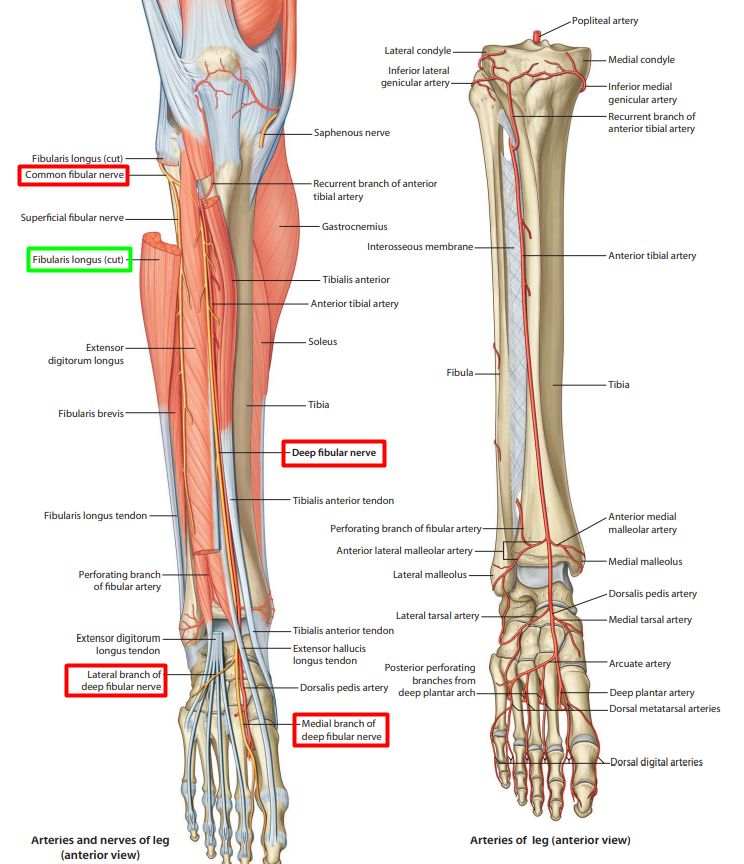 Popliteal artery
Lateral condyle
Medial condyle
Inferior lateral
genicular artery
Inferior medial
genicular artery
Recurrent branch of
anterior tibial artery
Saphenous nerve
Fibularis longus (cut)
Common fibular nerve
Recurrent branch of anterior
tibial artery
Superficial fibular nerve
Gastrocnemius
Interosseous membrane
Anterior tibial artery
Fibularis longus (cut)
Tibialis anterior
Anterior tibial artery
Extensor
digitorum longus
Soleus
Fibula
Tibia
Fibularis brevis
Tibia
Deep fibular nerve
Tibialis anterior tendon
Fibularis longus tendon
Perforating branch of fibular artery
Anterior medial
malleolar artery
Anterior lateral malleolar artery
Medial malleolus
Perforating branch
of fibular artery
Lateral malleolus
Dorsalis pedis artery
Lateral tarsal artery
Medial tarsal artery
Extensor digitorum
longus tendon
Tibialis anterior tendon
Extensor hallucis
longus tendon
Arcuate artery
Lateral branch of
deep fibular nerve
Dorsalis pedis artery
Posterior perforating
branches from
deep plantar arch
Deep plantar artery
Dorsal metatarsal arteries
Medial branch of
deep fibular nerve
Dorsal digital arteries
Arteries and nerves of leg
(anterior view)
Arteries of leg (anterior view)